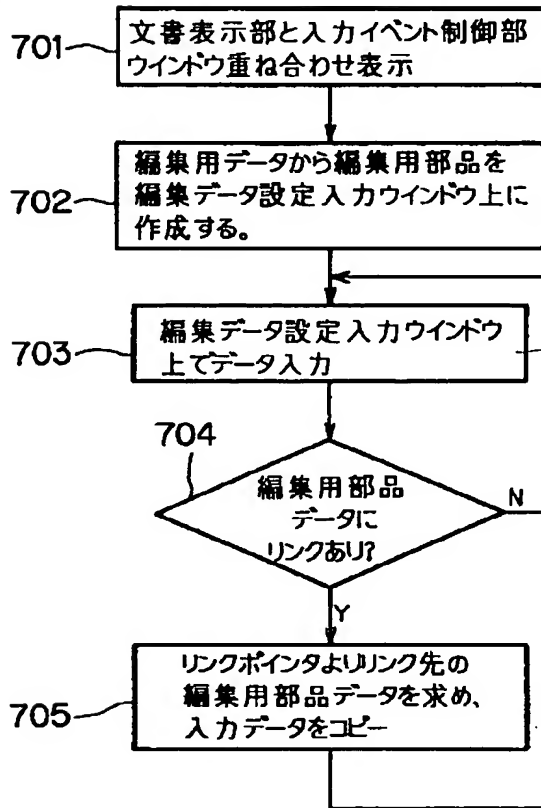 701
文書表示部と入力イベント制御部
ウインドウ重ね合わせ表示
702
編集用データから編集用部品を
編集データ設定入力ウインドウ上に
作成する。
703
編集データ設定入力ウインドウ
上でデータ入力
704
編集用部品
データに
リンクあり?
N
Y
705
リンクポインタよりリンク先の
編集用部品データを求め、
入力データをコピー